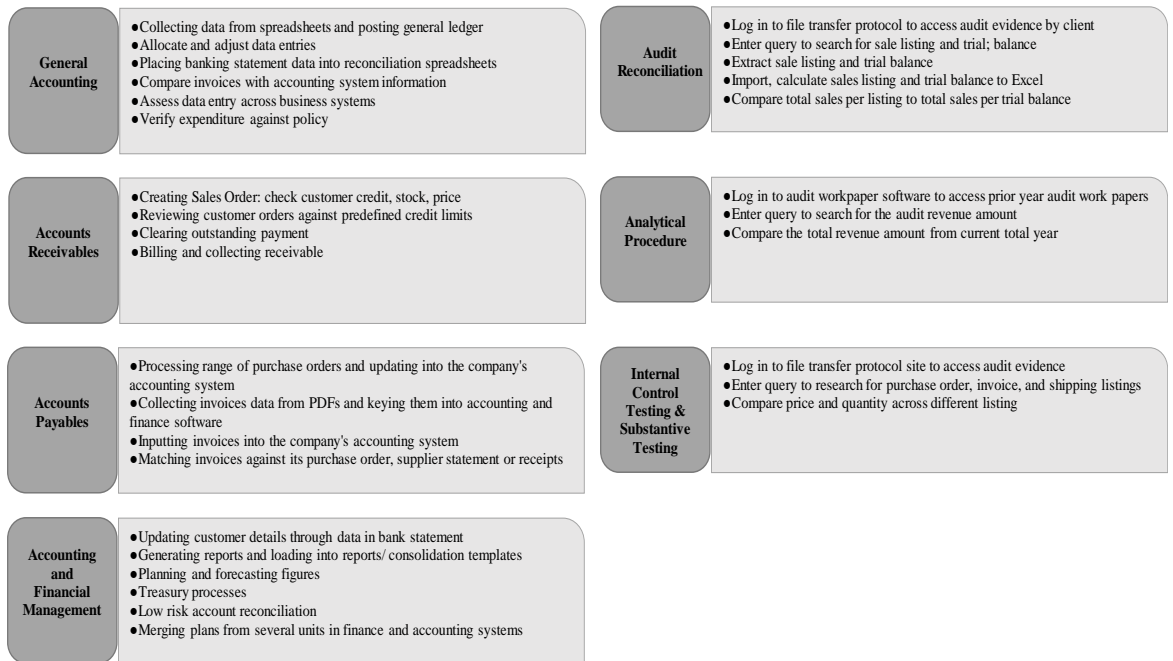 General
Accounting
●Collecting data from spreadsheets and posting general ledger
●Allocate and adjust data entries
●Placing banking statement data into reconciliation spreadsheets
●Compare invoices with accounting system information
●Assess data entry across business systems
●Verify expenditure against policy
Accounts
Receivables
●Creating Sales Order: check customer credit, stock, price
●Reviewing customer orders against predefined credit limits
●Clearing outstanding payment
●Billing and collecting receivable
Accounts
Payables
●Processing range of purchase orders and updating into the company's
accounting system
●Collecting invoices data from PDFs and keying them into accounting and
finance software
●Inputting invoices into the company's accounting system
●Matching invoices against its purchase order, supplier statement or receipts
Accounting
and
Financial
Management
●Updating customer details through data in bank statement
●Generating reports and loading into reports/ consolidation templates
●Planning and forecasting figures
●Treasury processes
●Low risk account reconciliation
●Merging plans from several units in finance and accounting systems
Audit
Reconciliation
●Log in to file transfer protocol to access audit evidence by client
●Enter query to search for sale listing and trial; balance
●Extract sale listing and trial balance
●Import, calculate sales listing and trial balance to Excel
●Compare total sales per listing to total sales per trial balance
Analytical
Procedure
●Log in to audit workpaper software to access prior year audit work papers
●Enter query to search for the audit revenue amount
●Compare the total revenue amount from current total year
Internal
Control
Testing &
Substantive
Testing
●Log in to file transfer protocol site to access audit evidence
●Enter query to research for purchase order, invoice, and shipping listings
●Compare price and quantity across different listing